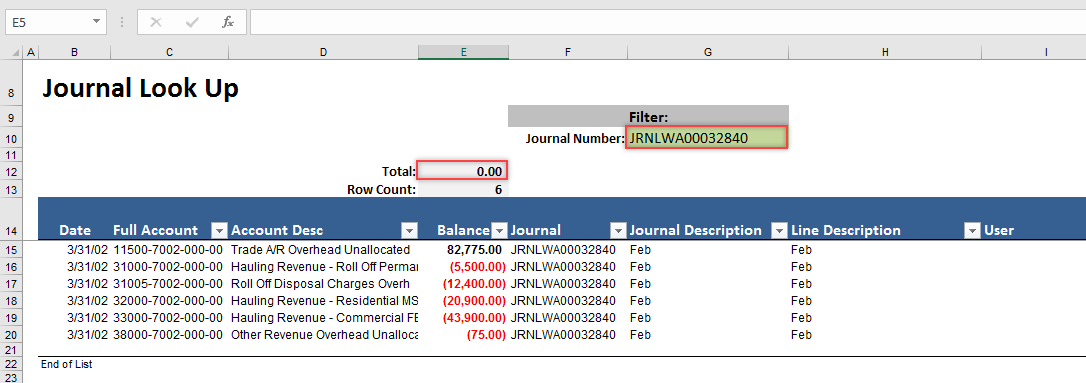 E5 fx
A B C D E F G H I
8 Journal Look Up
9 Filter:
10 Journal Number: JRNLWA00032840
11
12 Total: 0.00
13 Row Count: 6
14 Date Full Account Account Desc Balance Journal Journal Description Line Description User
15 3/31/02 11500-7002-000-00 Trade A/R Overhead Unallocated 82,775.00 JRNLWA00032840 Feb Feb
16 3/31/02 31000-7002-000-00 Hauling Revenue - Roll Off Perma (5,500.00) JRNLWA00032840 Feb Feb
17 3/31/02 31005-7002-000-00 Roll Off Disposal Charges Overh (12,400.00) JRNLWA00032840 Feb Feb
18 3/31/02 32000-7002-000-00 Hauling Revenue - Residential MS (20,900.00) JRNLWA00032840 Feb Feb
19 3/31/02 33000-7002-000-00 Hauling Revenue - Commercial FE (43,900.00) JRNLWA00032840 Feb Feb
20 3/31/02 38000-7002-000-00 Other Revenue Overhead Unalloca (75.00) JRNLWA00032840 Feb Feb
21
22 End of List
23